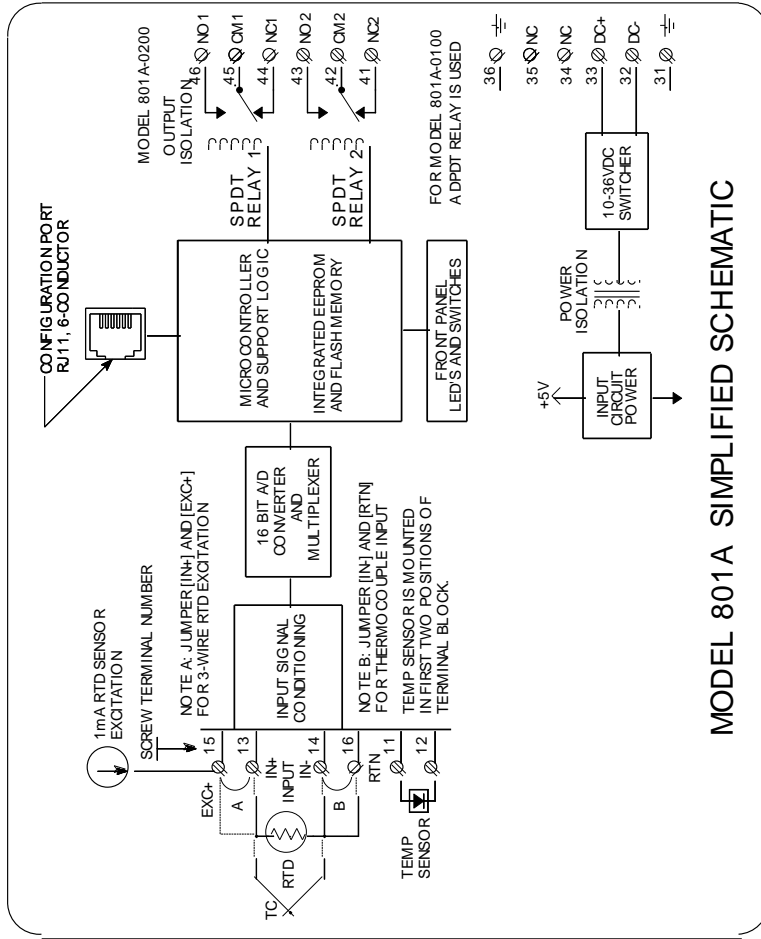 CONFIGURATION PORT
RJ11, 6-CONDUCTOR
1mA RTD SENSOR
EXCITATION
SCREW TERMINAL NUMBER
NOTE A: JUMPER [IN+] AND [EXC+]
FOR 3-WIRE RTD EXCITATION
EXC+
15
A
13
IN+
INPUT
IN-
14
B
16
RTN
11
12
TC
RTD
TEMP
SENSOR
INPUT SIGNAL
CONDITIONING
NOTE B: JUMPER [IN-] AND [RTN]
FOR THERMOCOUPLE INPUT
TEMP SENSOR IS MOUNTED
IN FIRST TWO POSITIONS OF
TERMINAL BLOCK.
16 BIT A/D
CONVERTER
AND
MULTIPLEXER
MICROCONTROLLER
AND SUPPORT LOGIC
INTEGRATED EEPROM
AND FLASH MEMORY
FRONT PANEL
LED'S AND SWITCHES
MODEL 801A-0200
OUTPUT
ISOLATION
SPDT
RELAY 1
SPDT
RELAY 2
46 NO1
45 CM1
44 NC1
43 NO2
42 CM2
41 NC2
FOR MODEL 801A-0100
A DPDT RELAY IS USED
36
35 NC
34 NC
33 DC+
32 DC-
31
+5V
INPUT
CIRCUIT
POWER
POWER
ISOLATION
10-36VDC
SWITCHER
MODEL 801A SIMPLIFIED SCHEMATIC